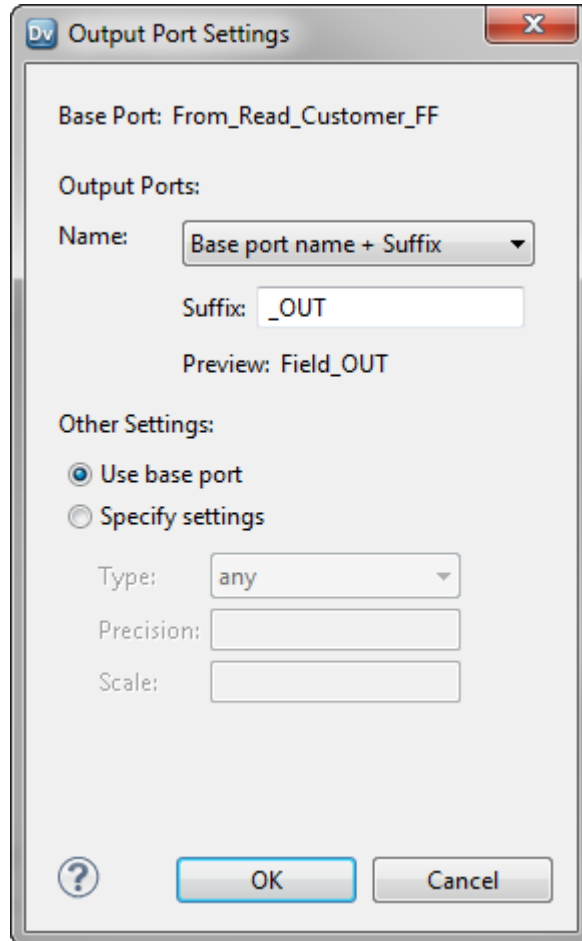 Dv Output Port Settings
Base Port: From_Read_Customer_FF
Output Ports:
Name: Base port name + Suffix
Suffix: _OUT
Preview: Field_OUT
Other Settings:
Use base port
Specify settings
Type: any
Precision:
Scale:
? OK Cancel